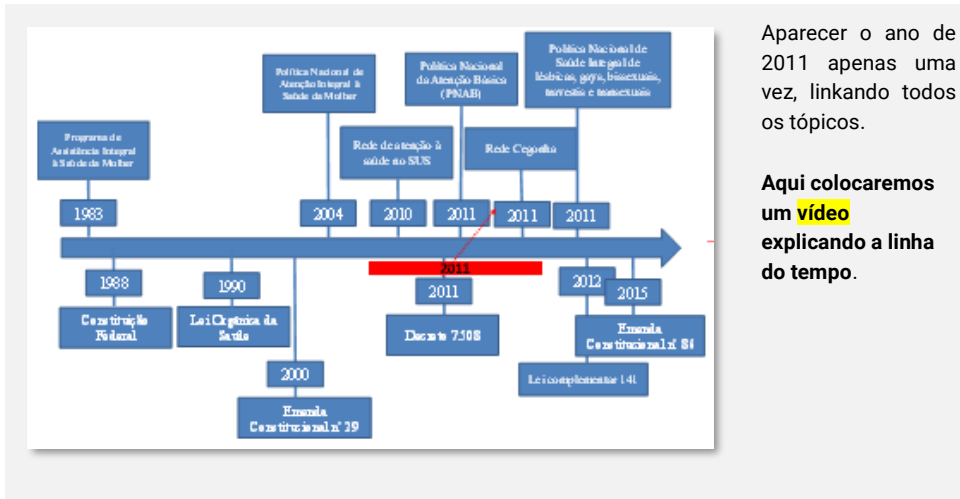 Política Nacional de
Atenção Integral à
Saúde da Mulher
Política Nacional
da Atenção Básica
(PNAB)
Política Nacional de
Saúde Integral de
lésbicas, gays, bissexuais,
travestis e transexuais
Programa de
Assistência Integral
à Saúde da Mulher
Rede de atenção à
saúde no SUS
Rede Cegonha
1983
2004
2010
2011
2011
2011
2011
1988
1990
2011
2012
2015
Constituição
Federal
Lei Orgânica da
Saúde
Decreto 7.508
Emenda
Constitucional nº 86
2000
Lei complementar 141
Emenda
Constitucional nº 29
Aparecer o ano de
2011 apenas uma
vez, linkando todos
os tópicos.
Aqui colocaremos
um vídeo
explicando a linha
do tempo.